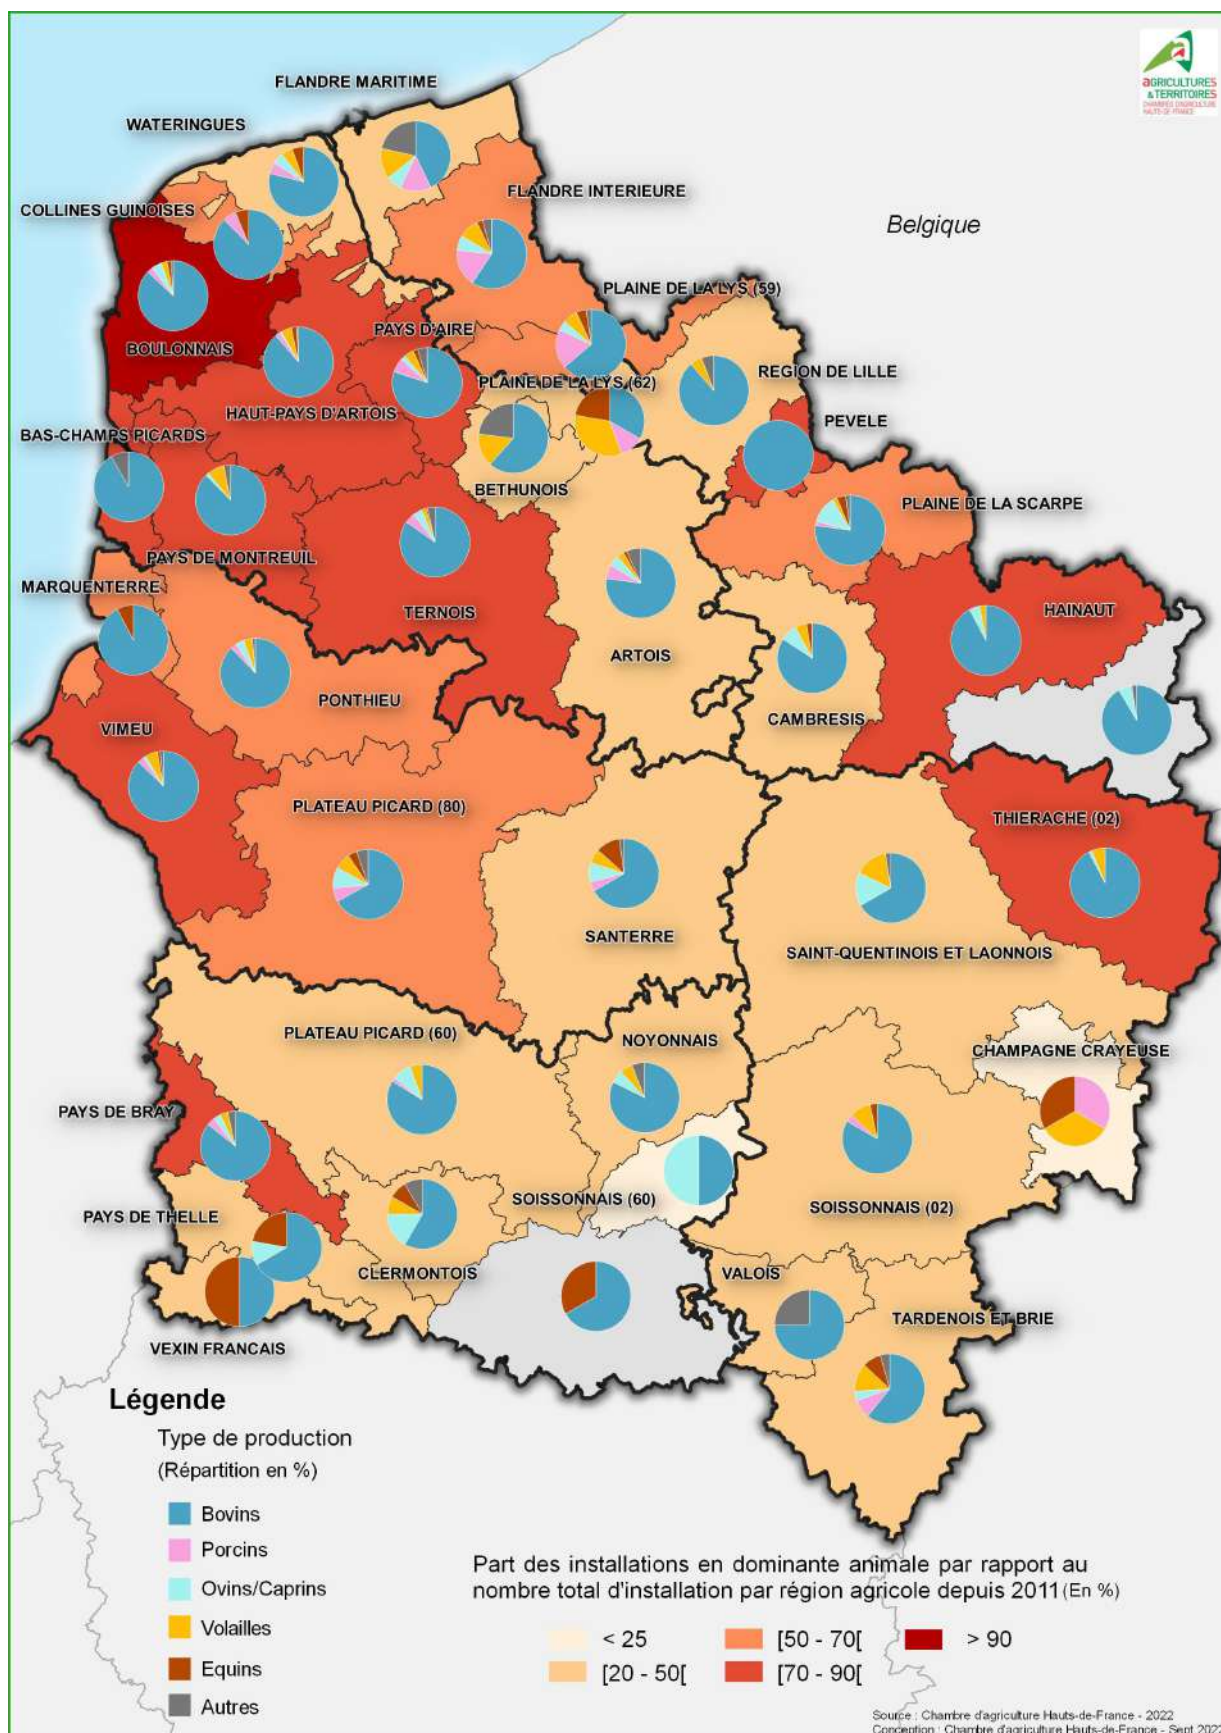 AGRICULTURES
& TERRITOIRES
CHAMBRE D'AGRICULTURE
HAUTS-DE-FRANCE
FLANDRE MARITIME
WATERINGUES
FLANDRE INTERIEURE
COLLINES GUINOISES
Belgique
PLAINE DE LA LYS (59)
PAYS D'AIRE
BOULONNAIS
REGION DE LILLE
PLAINE DE LA LYS (62)
HAUT-PAYS D'ARTOIS
PEVELE
BAS-CHAMPS PICARDS
BETHUNOIS
PLAINE DE LA SCARPE
PAYS DE MONTREUIL
MARQUENTERRE
TERNOIS
HAINAUT
ARTOIS
PONTHIEU
CAMBRESIS
VIMEU
PLATEAU PICARD (80)
THIERACHE (02)
SANTERRE
SAINT-QUENTINOIS ET LAONNOIS
PLATEAU PICARD (60)
NOYONNAIS
CHAMPAGNE CRAYEUSE
PAYS DE BRAY
SOISSONNAIS (60)
SOISSONNAIS (02)
PAYS DE THELLE
CLERMONTOIS
VALOIS
TARDENOIS ET BRIE
VEXIN FRANCAIS
Légende
Type de production
(Répartition en %)
Bovins
Porcins
Ovins/Caprins
Volailles
Equins
Autres
Part des installations en dominante animale par rapport au
nombre total d'installation par région agricole depuis 2011 (En %)
< 25
[50 - 70[
> 90
[20 - 50[
[70 - 90[
Source : Chambre d'agriculture Hauts-de-France - 2022
Conception : Chambre d'agriculture Hauts-de-France - Sept 2022